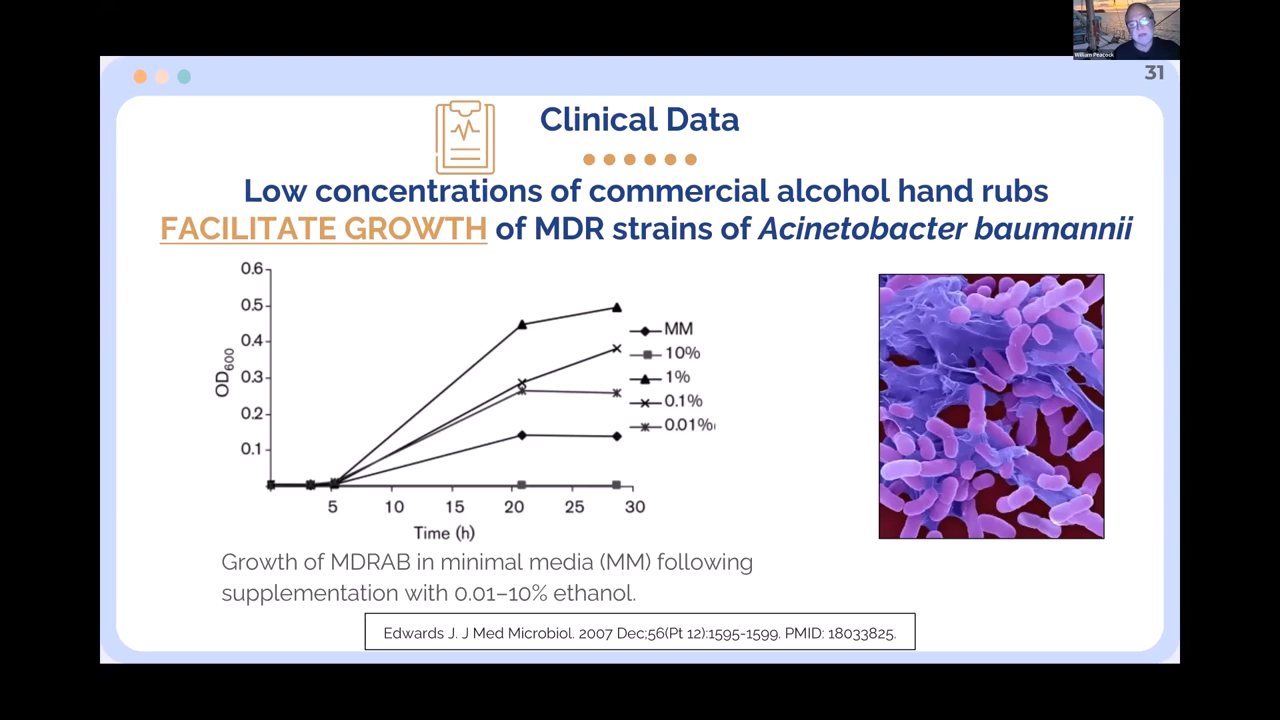 William Peacock
31
Clinical Data
Low concentrations of commercial alcohol hand rubs
FACILITATE GROWTH of MDR strains of Acinetobacter baumannii
0.6
0.5
0.4
0.3
0.2
0.1
OD600
5 10 15 20 25 30
Time (h)
MM
10%
1%
0.1%
0.01%
Growth of MDRAB in minimal media (MM) following
supplementation with 0.01–10% ethanol.
Edwards J. J Med Microbiol. 2007 Dec;56(Pt 12):1595-1599. PMID: 18033825.